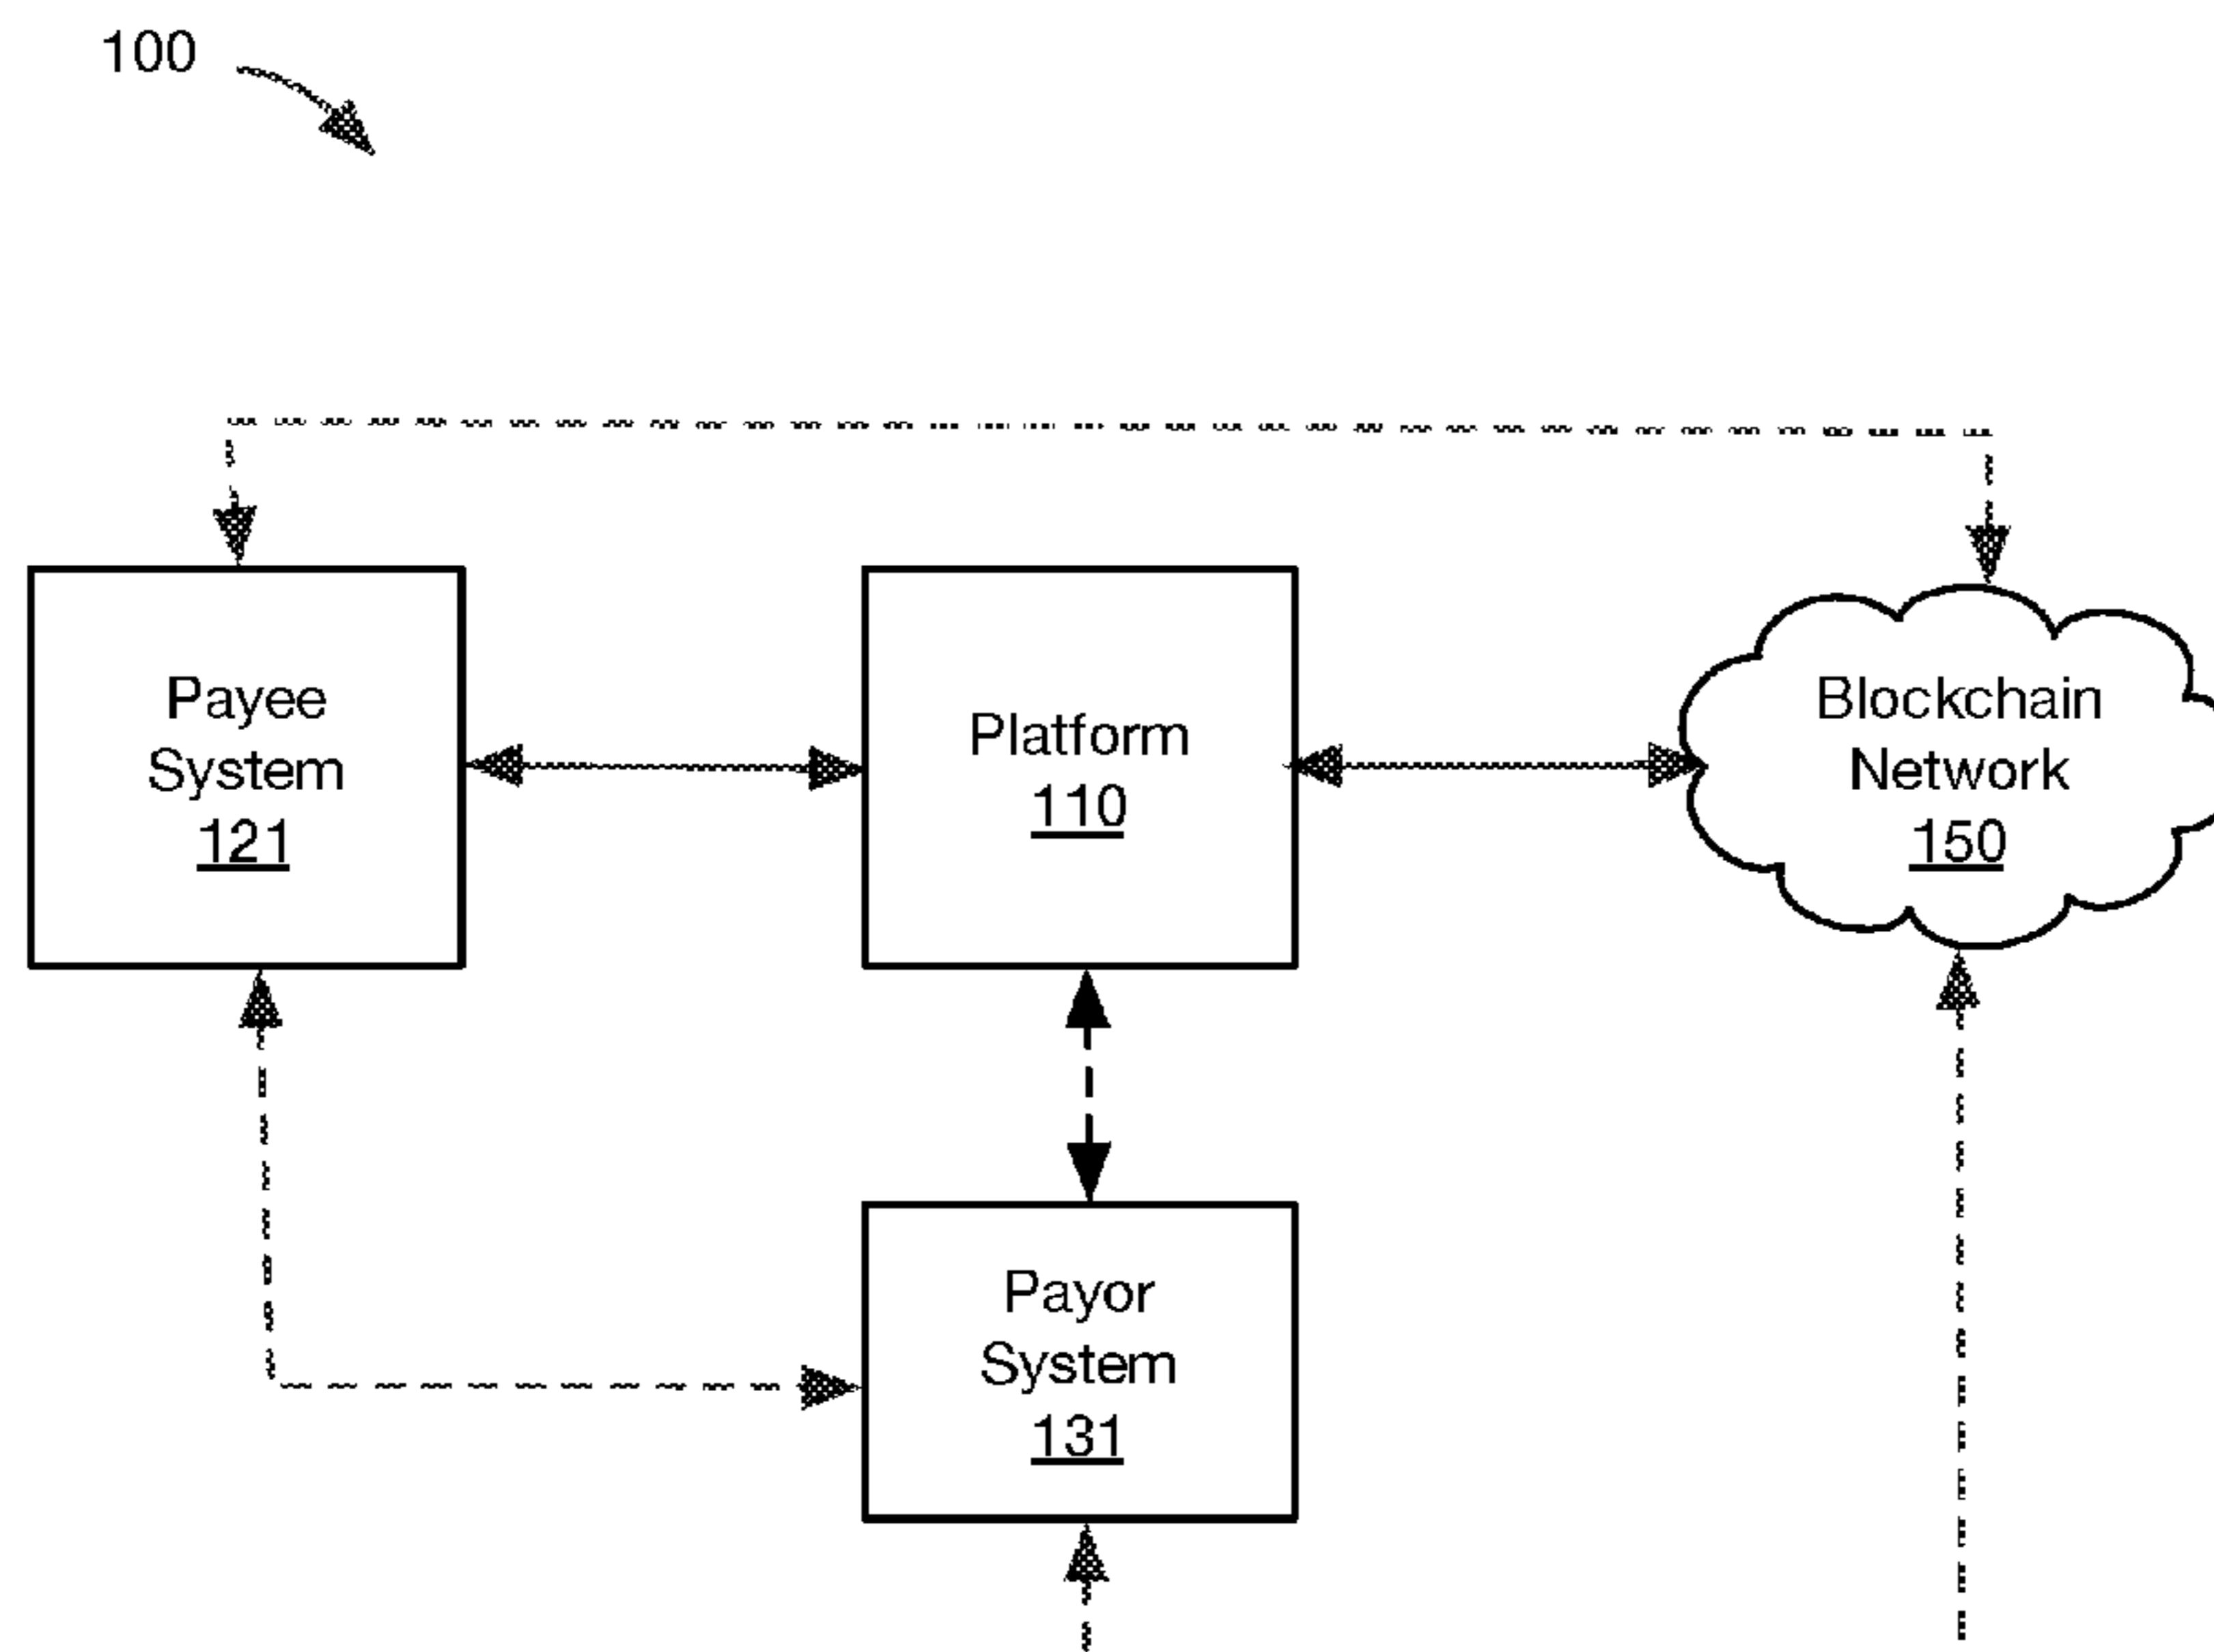 100
Payee
System
121
Platform
110
Blockchain
Network
150
Payor
System
131